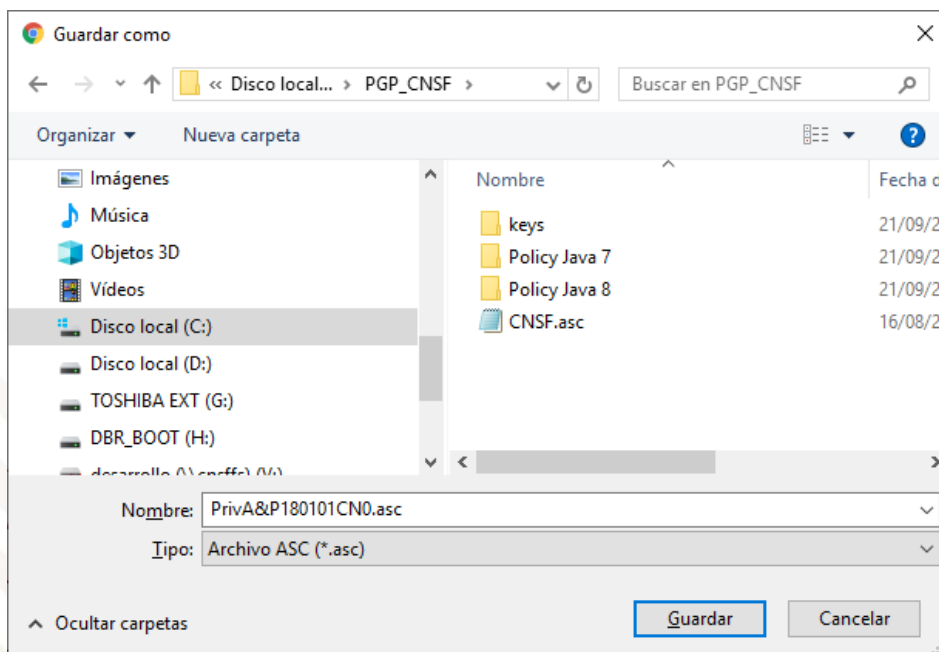 Guardar como
« Disco local... › PGP_CNSF ›
Buscar en PGP_CNSF
Organizar
Nueva carpeta
Imágenes
Música
Objetos 3D
Vídeos
Disco local (C:)
Disco local (D:)
TOSHIBA EXT (G:)
DBR_BOOT (H:)
desarrollo (\\cnsffs) (V:)
Nombre
Fecha d
keys
21/09/2
Policy Java 7
21/09/2
Policy Java 8
21/09/2
CNSF.asc
16/08/2
Nombre: PrivA&P180101CN0.asc
Tipo: Archivo ASC (*.asc)
Ocultar carpetas
Guardar
Cancelar